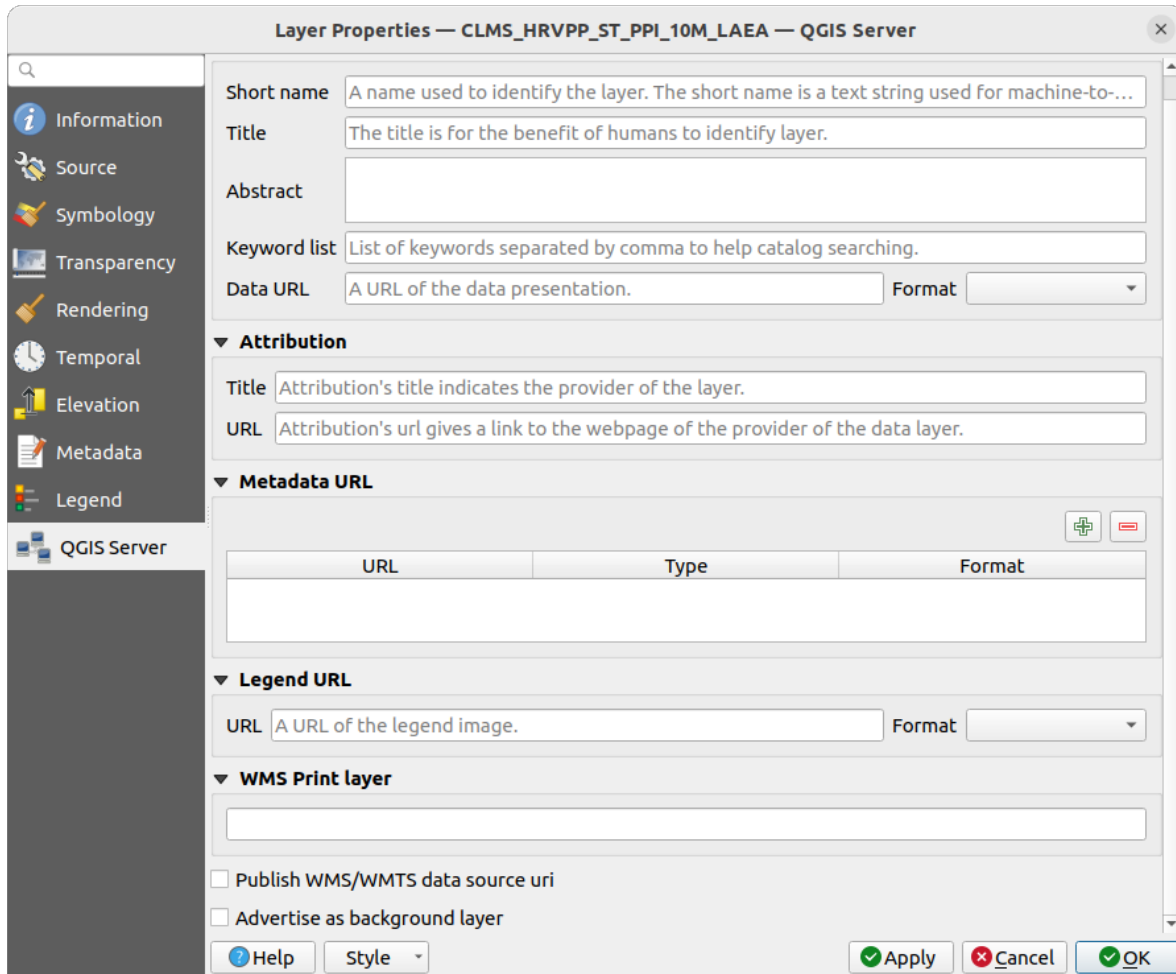 Layer Properties — CLMS_HRVPP_ST_PPI_10M_LAEA — QGIS Server
Information
Source
Symbology
Transparency
Rendering
Temporal
Elevation
Metadata
Legend
QGIS Server
Short name A name used to identify the layer. The short name is a text string used for machine-to-...
Title The title is for the benefit of humans to identify layer.
Abstract
Keyword list List of keywords separated by comma to help catalog searching.
Data URL A URL of the data presentation. Format
Attribution
Title Attribution's title indicates the provider of the layer.
URL Attribution's url gives a link to the webpage of the provider of the data layer.
Metadata URL
URL Type Format
Legend URL
URL A URL of the legend image. Format
WMS Print layer
Publish WMS/WMTS data source uri
Advertise as background layer
Help Style Apply Cancel OK